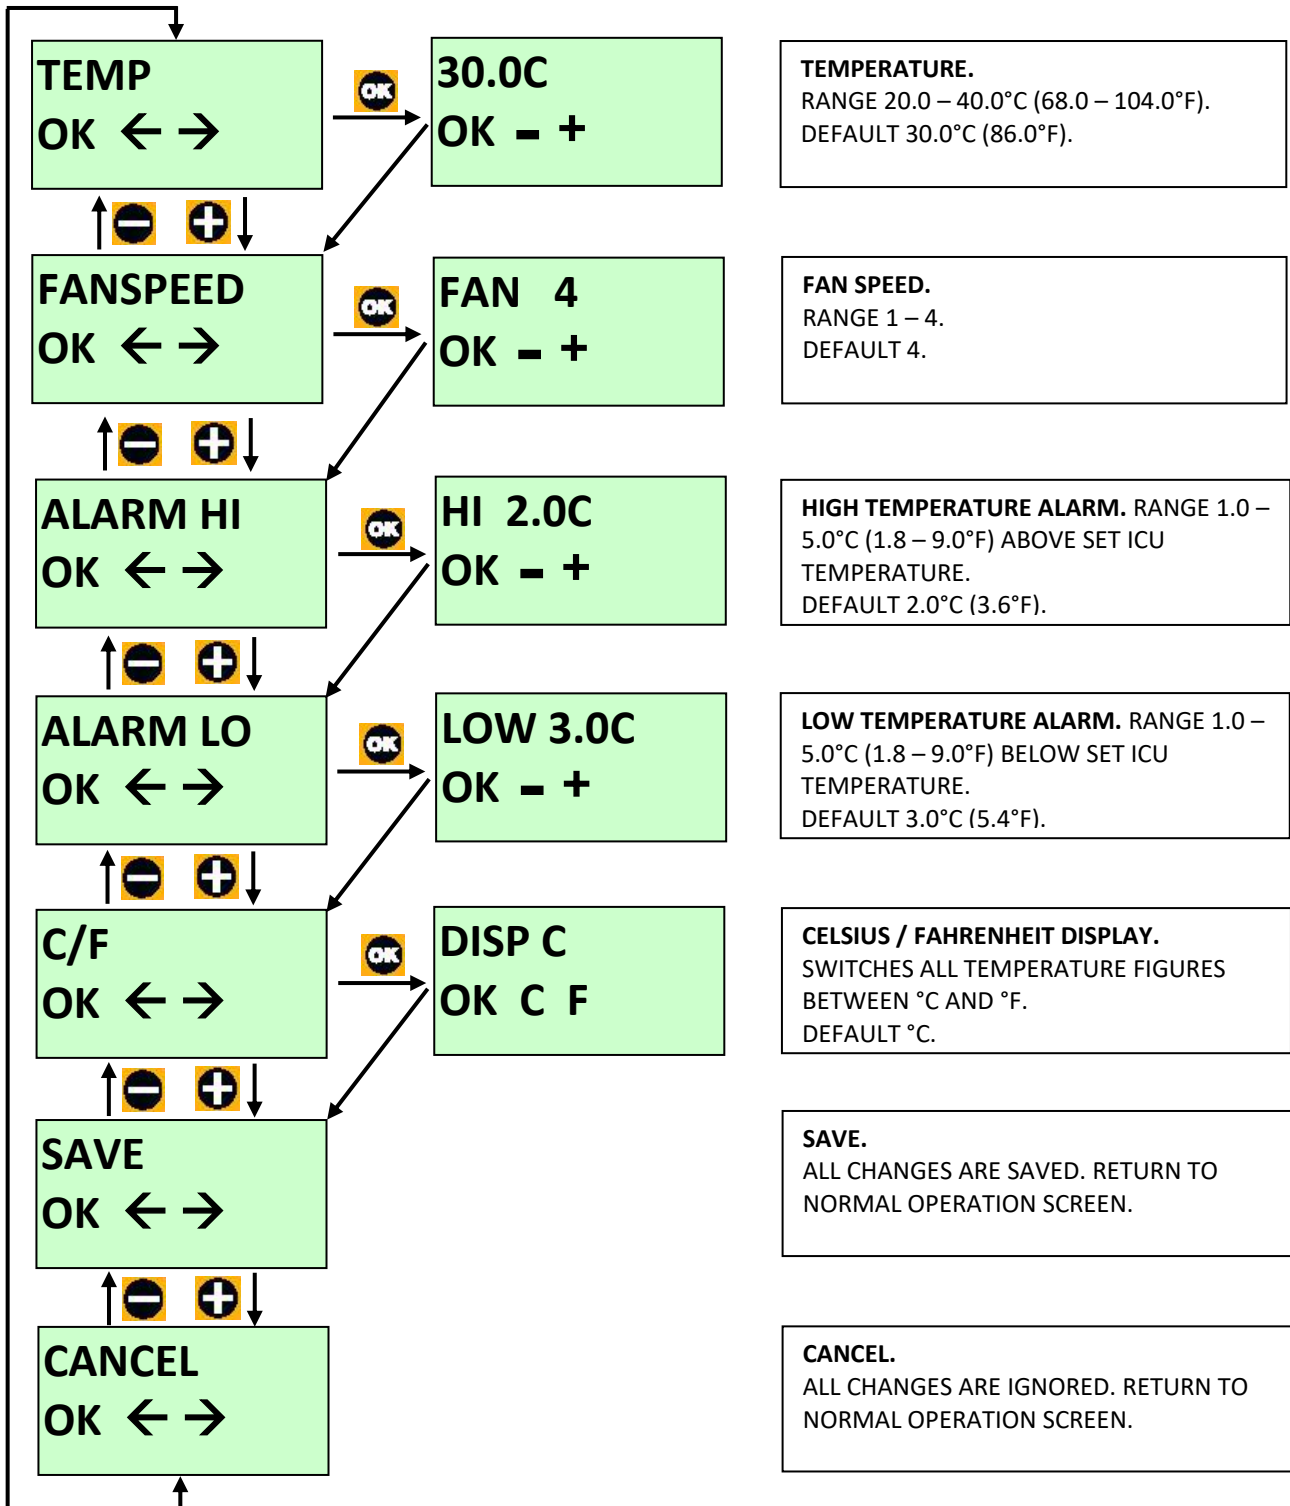 TEMP
OK ← →
OK
30.0C
OK - +
TEMPERATURE.
RANGE 20.0 – 40.0°C (68.0 – 104.0°F).
DEFAULT 30.0°C (86.0°F).
FANSPEED
OK ← →
OK
FAN 4
OK - +
FAN SPEED.
RANGE 1 – 4.
DEFAULT 4.
ALARM HI
OK ← →
OK
HI 2.0C
OK - +
HIGH TEMPERATURE ALARM. RANGE 1.0 –
5.0°C (1.8 – 9.0°F) ABOVE SET ICU
TEMPERATURE.
DEFAULT 2.0°C (3.6°F).
ALARM LO
OK ← →
OK
LOW 3.0C
OK - +
LOW TEMPERATURE ALARM. RANGE 1.0 –
5.0°C (1.8 – 9.0°F) BELOW SET ICU
TEMPERATURE.
DEFAULT 3.0°C (5.4°F).
C/F
OK ← →
OK
DISP C
OK C F
CELSIUS / FAHRENHEIT DISPLAY.
SWITCHES ALL TEMPERATURE FIGURES
BETWEEN °C AND °F.
DEFAULT °C.
SAVE
OK ← →
SAVE.
ALL CHANGES ARE SAVED. RETURN TO
NORMAL OPERATION SCREEN.
CANCEL
OK ← →
CANCEL.
ALL CHANGES ARE IGNORED. RETURN TO
NORMAL OPERATION SCREEN.